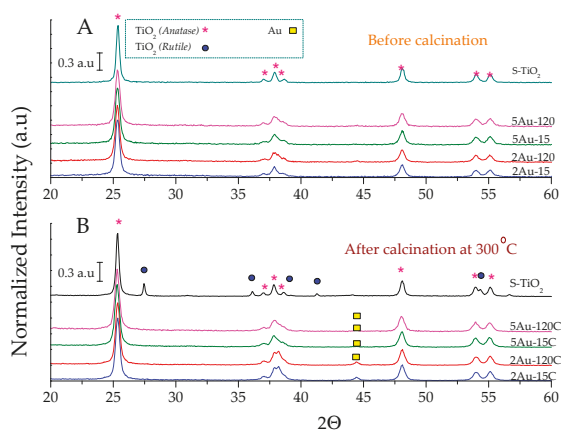 A
TiO2 (Anatase) * Au
TiO2 (Rutile)
Before calcination
0.3 a.u
S-TiO2
5Au-120
5Au-15
2Au-120
2Au-15
20 25 30 35 40 45 50 55 60
B
After calcination at 300°C
0.3 a.u
S-TiO2
5Au-120C
5Au-15C
2Au-120C
2Au-15C
20 25 30 35 40 45 50 55 60
2Θ
Normalized Intensity (a.u)